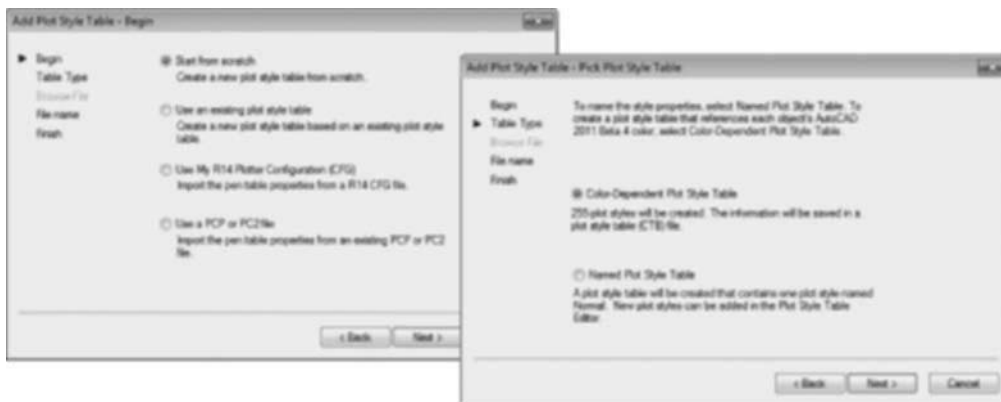 Add Plot Style Table - Begin
Begin
Table Type
Browse File
File name
Finish
Start from scratch
Create a new plot style table from scratch.
Use an existing plot style table
Create a new plot style table based on an existing plot style
table.
Use My R14 Plotter Configuration (CFG)
Import the pen table properties from a R14 CFG file.
Use a PCP or PC2 file
Import the pen table properties from an existing PCP or PC2
file.
< Back
Next >
Add Plot Style Table - Pick Plot Style Table
Begin
Table Type
Browse File
File name
Finish
To name the style properties, select Named Plot Style Table. To
create a plot style table that references each object's AutoCAD
2011 Beta 4 color, select Color-Dependent Plot Style Table.
Color-Dependent Plot Style Table
255 plot styles will be created. The information will be saved in a
plot style table (CTB) file.
Named Plot Style Table
A plot style table will be created that contains one plot style named
Normal. New plot styles can be added in the Plot Style Table
Editor.
< Back
Next >
Cancel